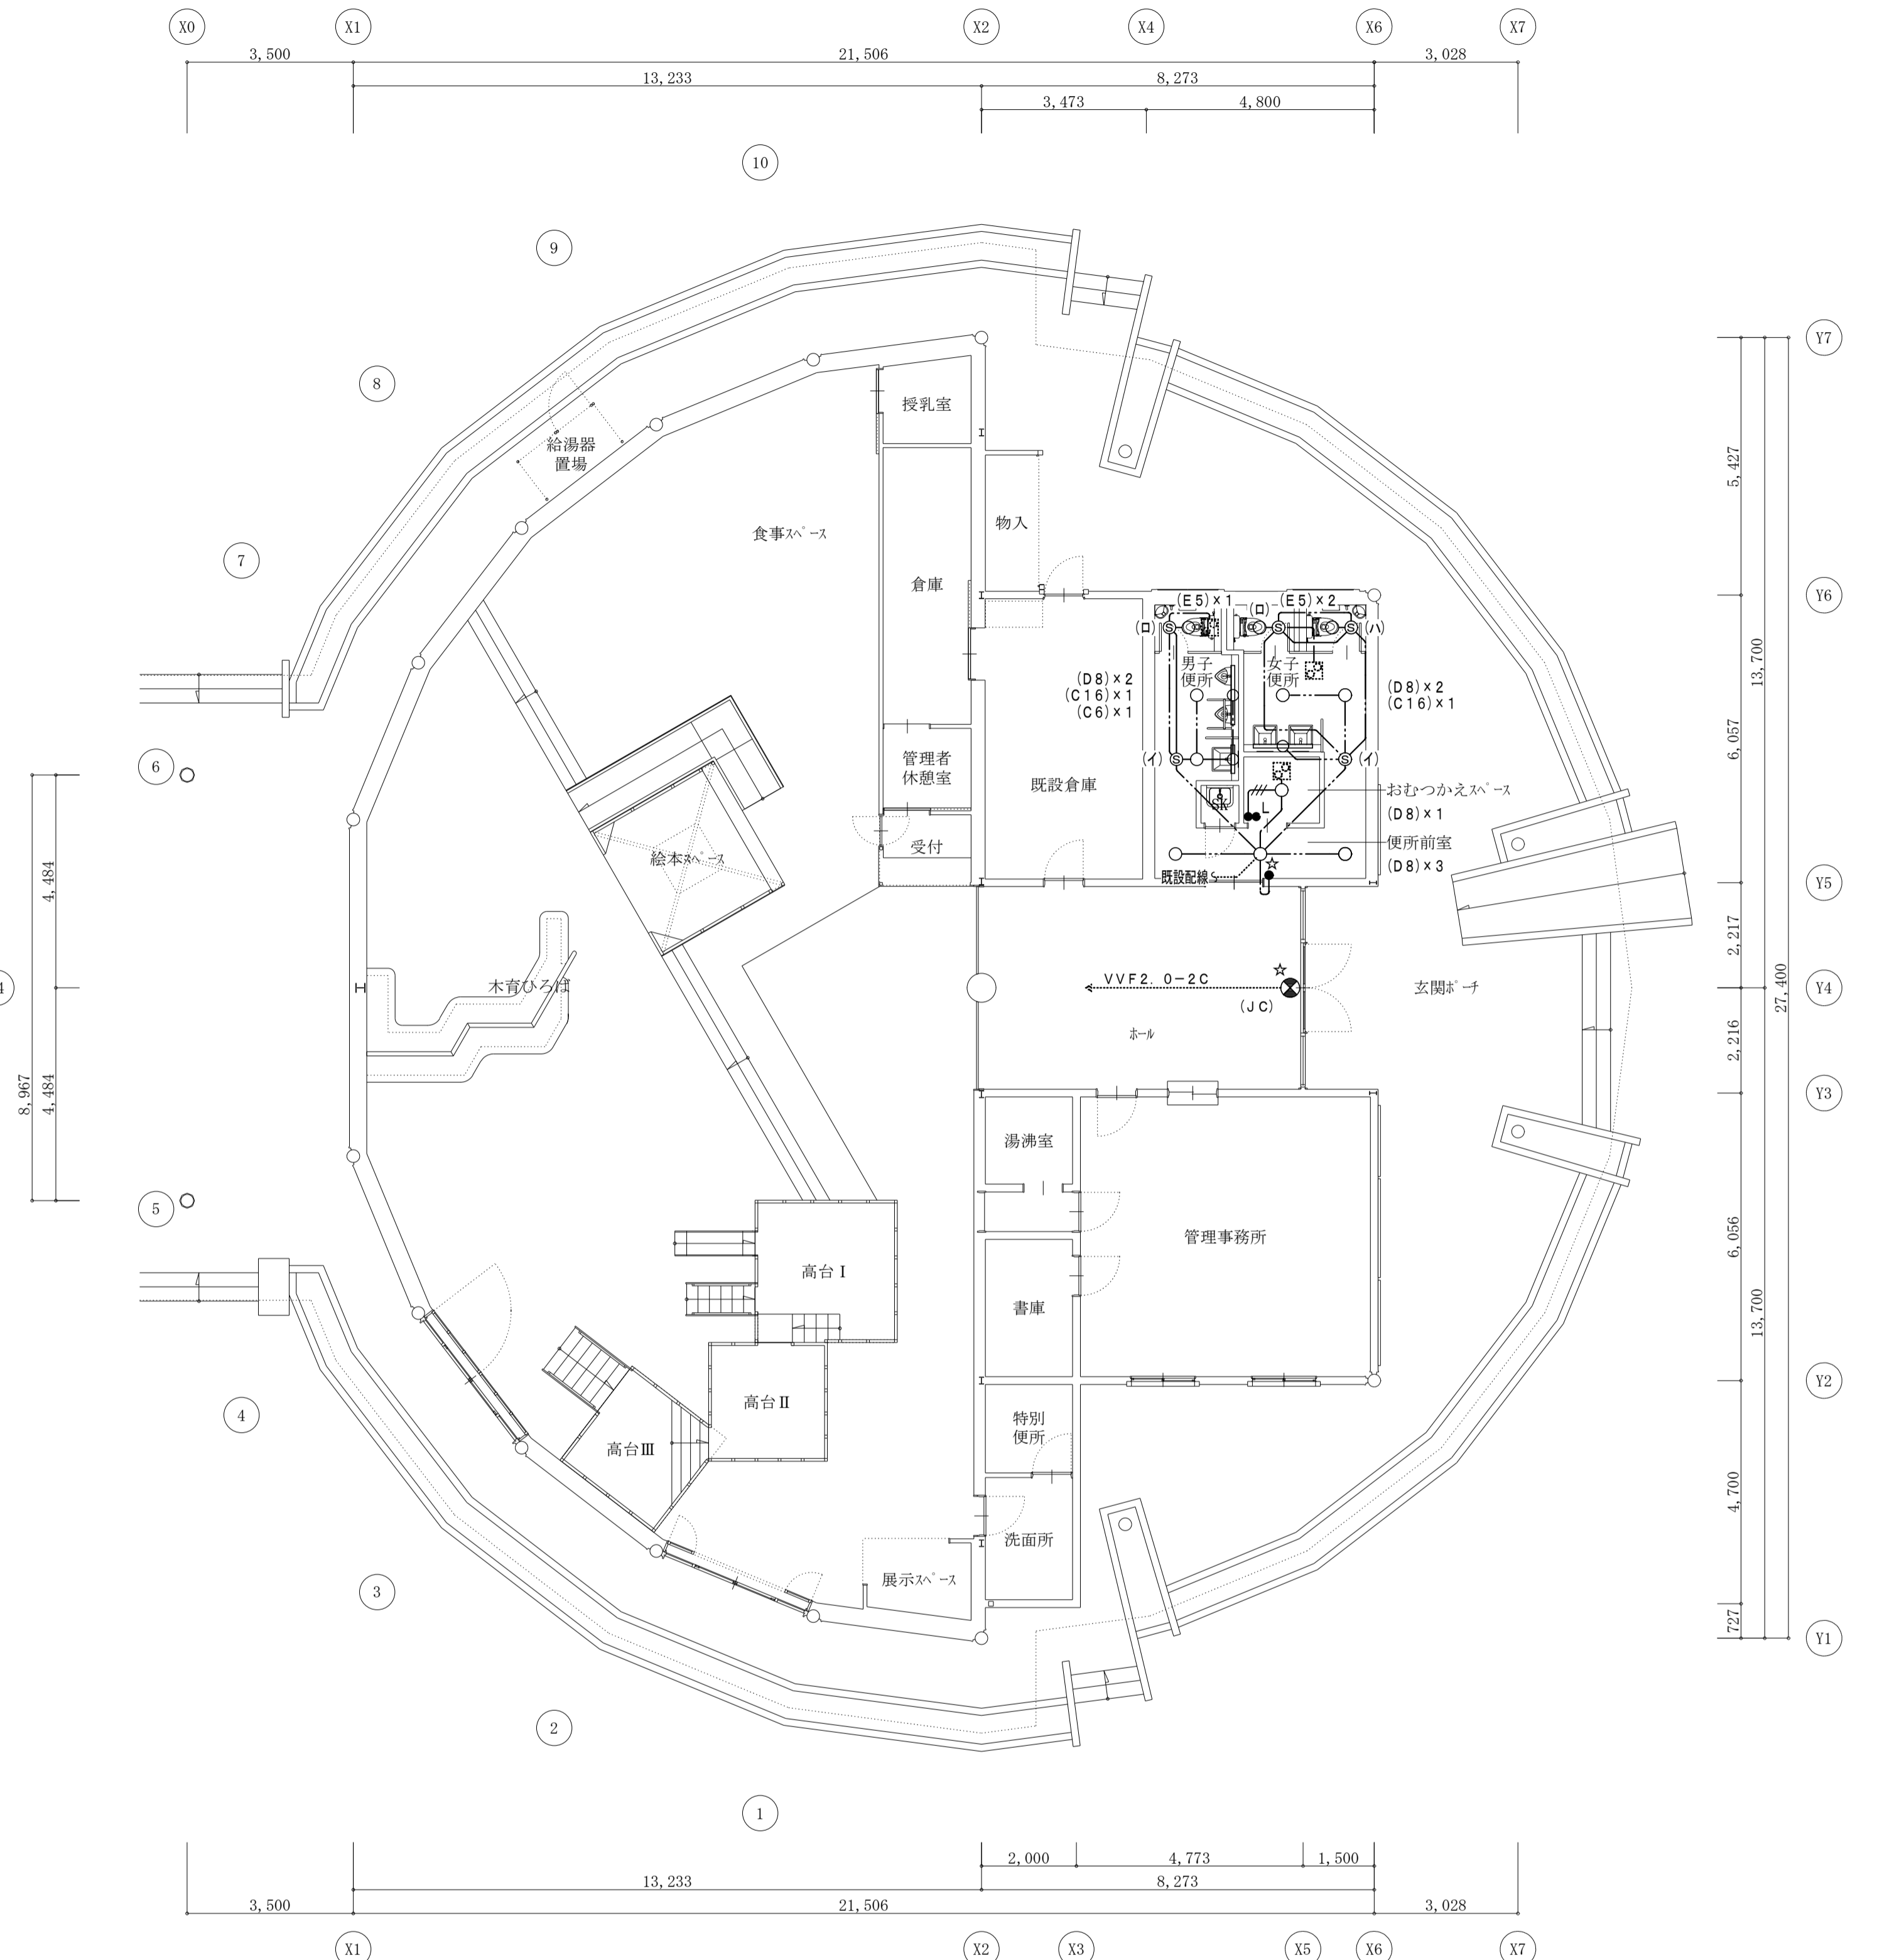 X0
X1
X2
X4
X6
X7
3,500
21,506
3,028
13,233
8,273
3,473
4,800
10
9
8
7
6
5
4
3
2
1
Y7
Y6
Y5
Y4
Y3
Y2
Y1
5,427
6,057
2,217
2,216
6,056
4,700
727
13,700
13,700
27,400
8,967
4,484
4,484
4
授乳室
給湯器
置場
食事スペース
物入
倉庫
(E5)×1
(E5)×2
(ロ)
(ロ)
(ハ)
S
S
S
男子
便所
女子
便所
(D8)×2
(C16)×1
(C6)×1
(D8)×2
(C16)×1
管理者
休憩室
既設倉庫
(イ)
S
S
(イ)
おむつかえスペース
(D8)×1
SK
L
受付
便所前室
(D8)×3
既設配線
☆
絵本スペース
木育ひろば
VVF2.0-2C
☆
(JC)
玄関ポーチ
ホール
湯沸室
管理事務所
高台Ⅰ
書庫
高台Ⅱ
高台Ⅲ
特別
便所
洗面所
展示スペース
2,000
4,773
1,500
13,233
8,273
3,500
21,506
3,028
X1
X2
X3
X5
X6
X7